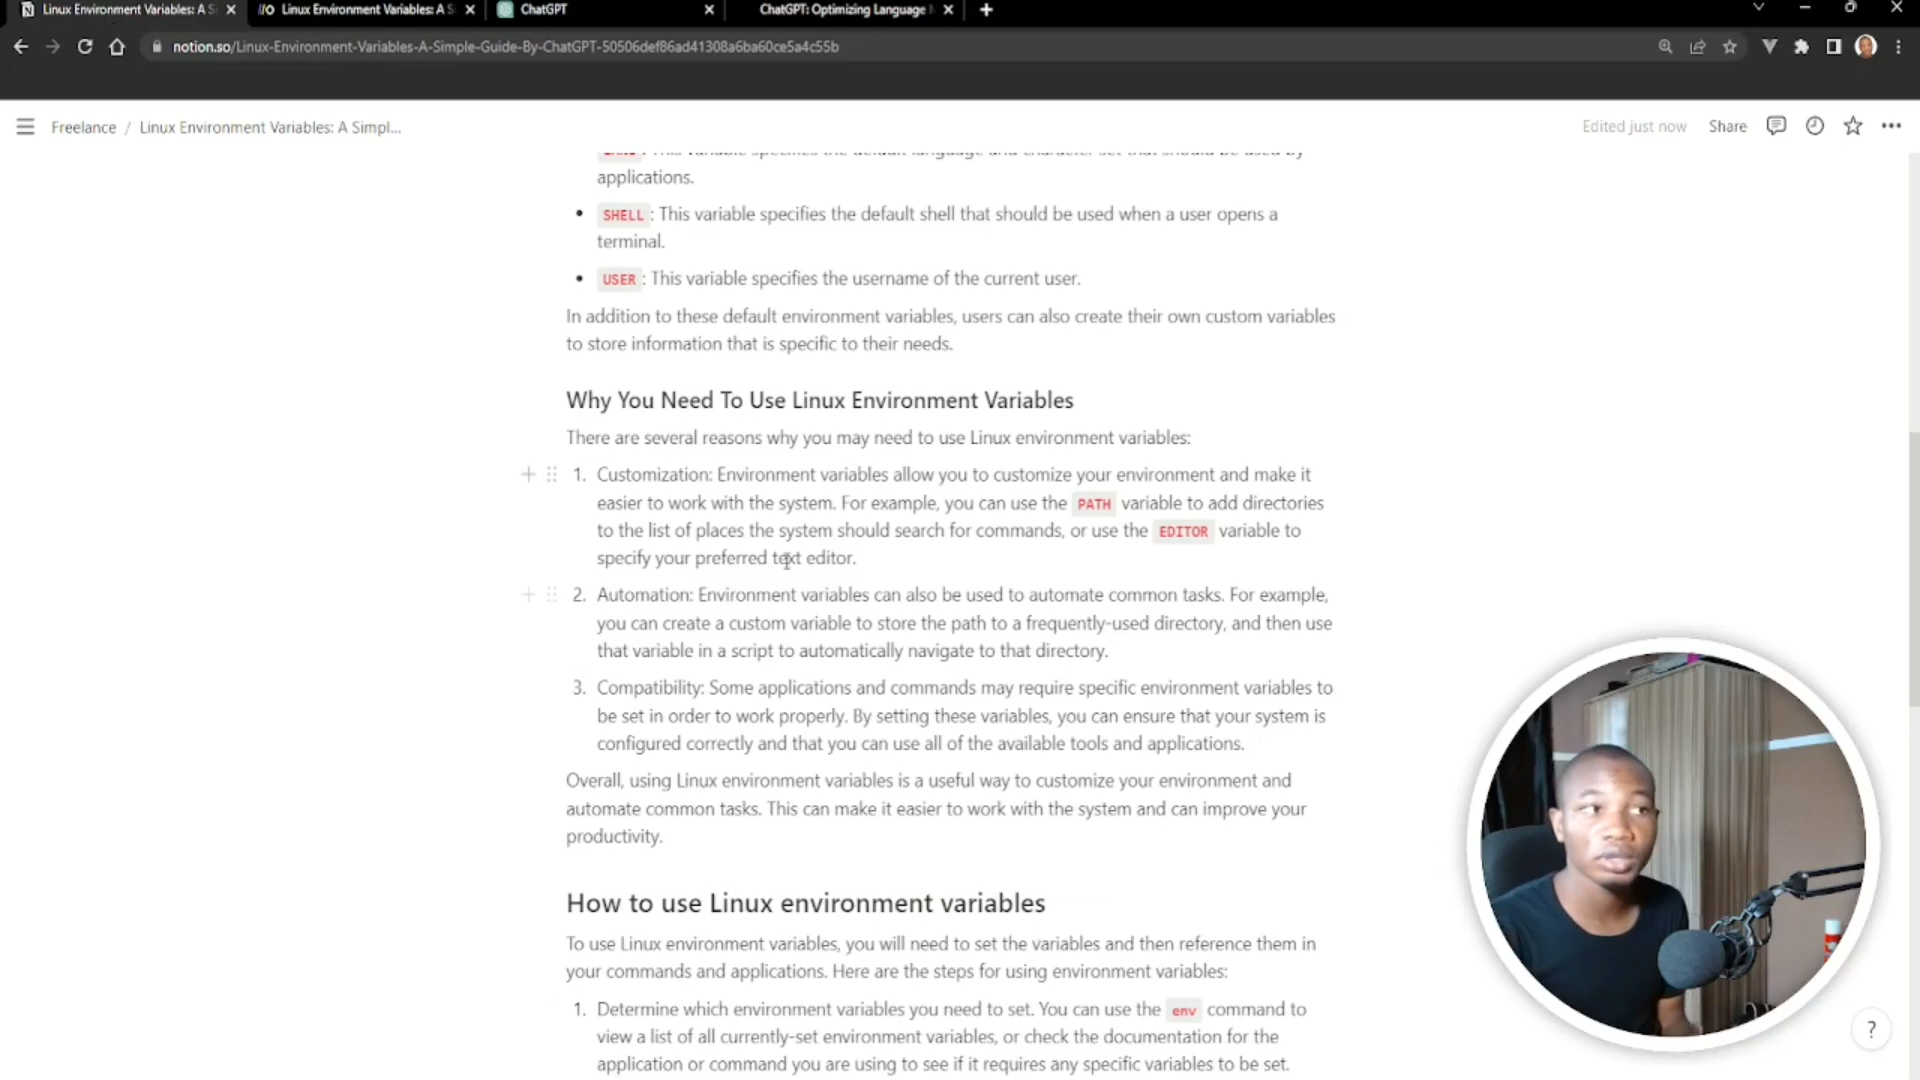 Linux Environment Variables: A S
Linux Environment Variables: A S
ChatGPT
ChatGPT: Optimizing Language
notion.so/Linux-Environment-Variables-A-Simple-Guide-By-ChatGPT-50506def86ad41308a6ba60ce5a4c55b
Freelance / Linux Environment Variables: A Simpl...
Edited just now
Share
LANG: This variable specifies the default language and character set that should be used by
applications.
• SHELL: This variable specifies the default shell that should be used when a user opens a
terminal.
• USER: This variable specifies the username of the current user.
In addition to these default environment variables, users can also create their own custom variables
to store information that is specific to their needs.
Why You Need To Use Linux Environment Variables
There are several reasons why you may need to use Linux environment variables:
1. Customization: Environment variables allow you to customize your environment and make it
easier to work with the system. For example, you can use the PATH variable to add directories
to the list of places the system should search for commands, or use the EDITOR variable to
specify your preferred text editor.
2. Automation: Environment variables can also be used to automate common tasks. For example,
you can create a custom variable to store the path to a frequently-used directory, and then use
that variable in a script to automatically navigate to that directory.
3. Compatibility: Some applications and commands may require specific environment variables to
be set in order to work properly. By setting these variables, you can ensure that your system is
configured correctly and that you can use all of the available tools and applications.
Overall, using Linux environment variables is a useful way to customize your environment and
automate common tasks. This can make it easier to work with the system and can improve your
productivity.
How to use Linux environment variables
To use Linux environment variables, you will need to set the variables and then reference them in
your commands and applications. Here are the steps for using environment variables:
1. Determine which environment variables you need to set. You can use the env command to
view a list of all currently-set environment variables, or check the documentation for the
application or command you are using to see if it requires any specific variables to be set.
?